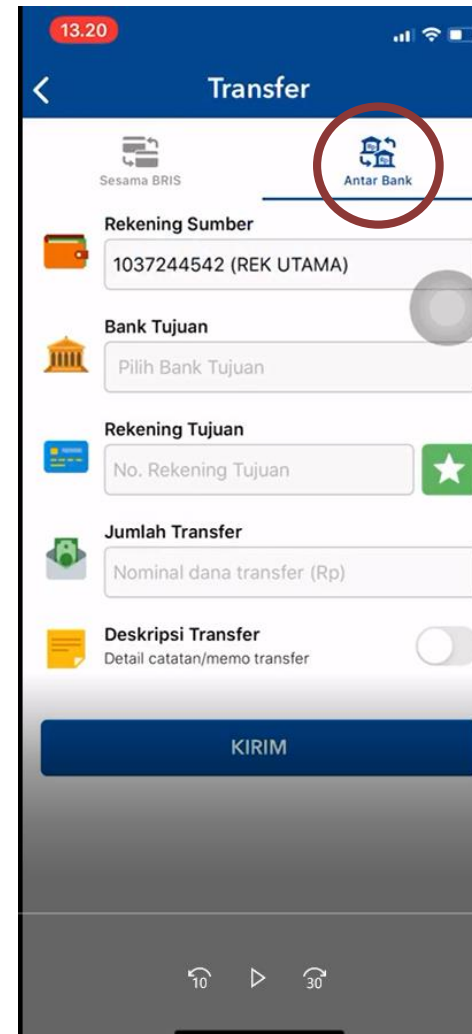 13.20
Transfer
Sesama BRIS
Antar Bank
Rekening Sumber
1037244542 (REK UTAMA)
Bank Tujuan
Pilih Bank Tujuan
Rekening Tujuan
No. Rekening Tujuan
Jumlah Transfer
Nominal dana transfer (Rp)
Deskripsi Transfer
Detail catatan/memo transfer
KIRIM
10
30